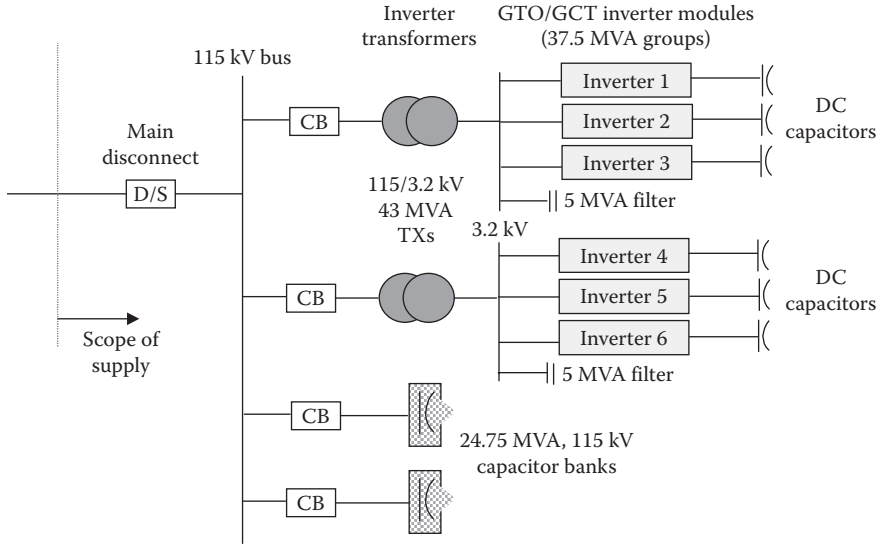 Inverter
transformers
GTO/GCT inverter modules
(37.5 MVA groups)
115 kV bus
Main
disconnect
D/S
CB
Inverter 1
Inverter 2
Inverter 3
DC
capacitors
5 MVA filter
115/3.2 kV
43 MVA
TXs
3.2 kV
CB
Inverter 4
Inverter 5
Inverter 6
DC
capacitors
5 MVA filter
Scope of
supply
CB
24.75 MVA, 115 kV
capacitor banks
CB